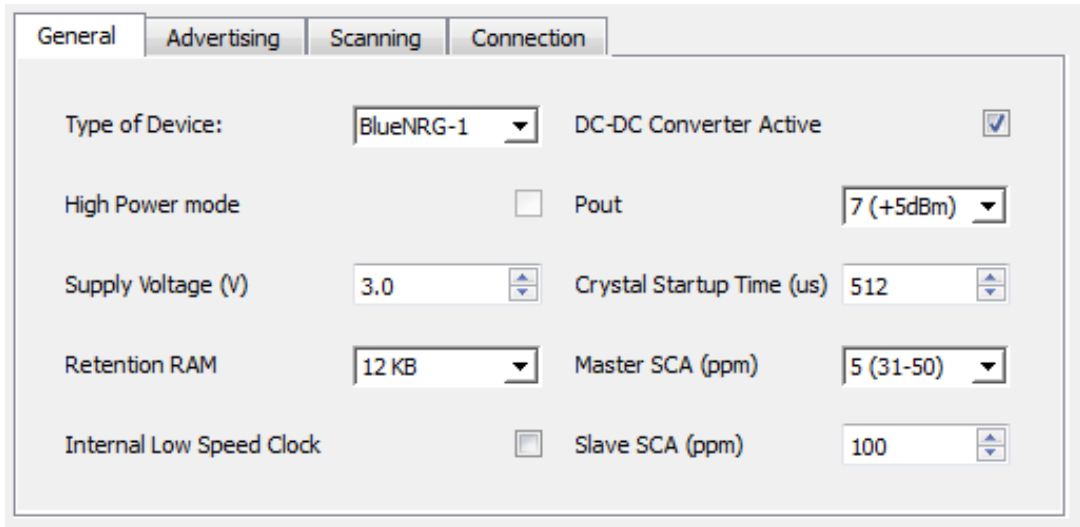 General Advertising Scanning Connection
Type of Device: BlueNRG-1 DC-DC Converter Active
High Power mode Pout 7 (+5dBm)
Supply Voltage (V) 3.0 Crystal Startup Time (us) 512
Retention RAM 12 KB Master SCA (ppm) 5 (31-50)
Internal Low Speed Clock Slave SCA (ppm) 100